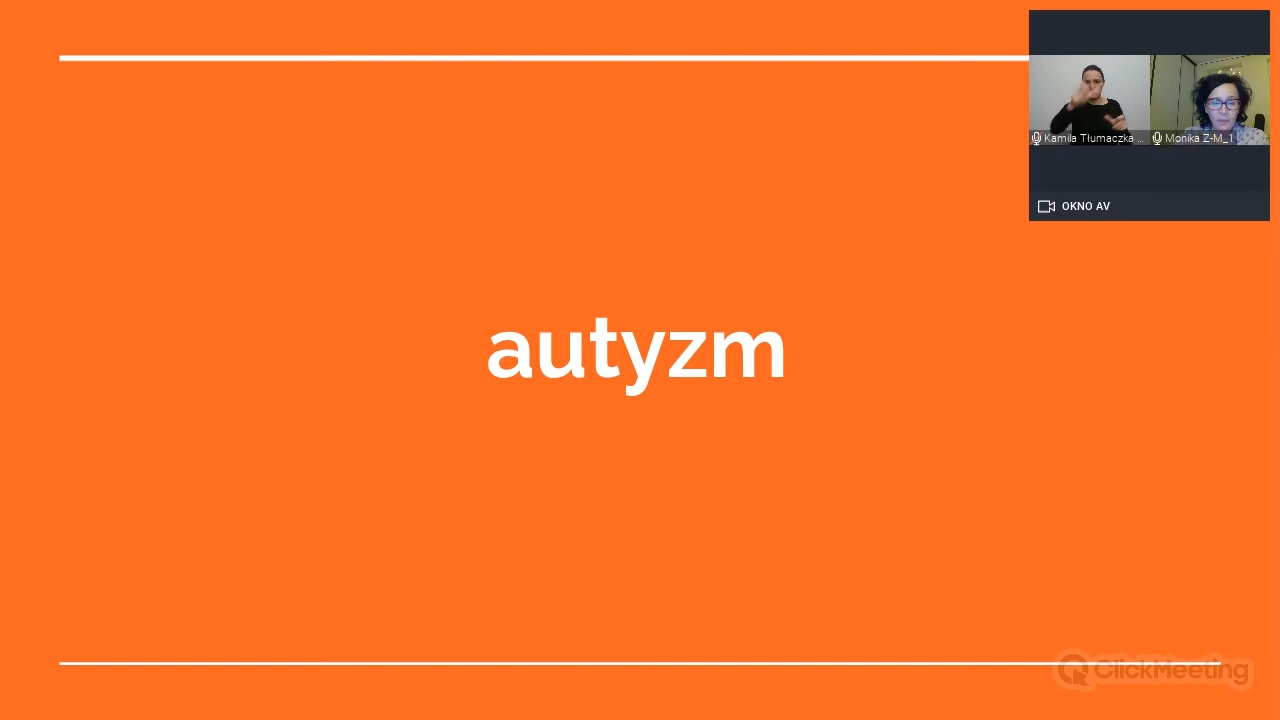 Kamila Tłumaczka ...
Monika Z-M_1
OKNO AV
autyzm
ClickMeeting